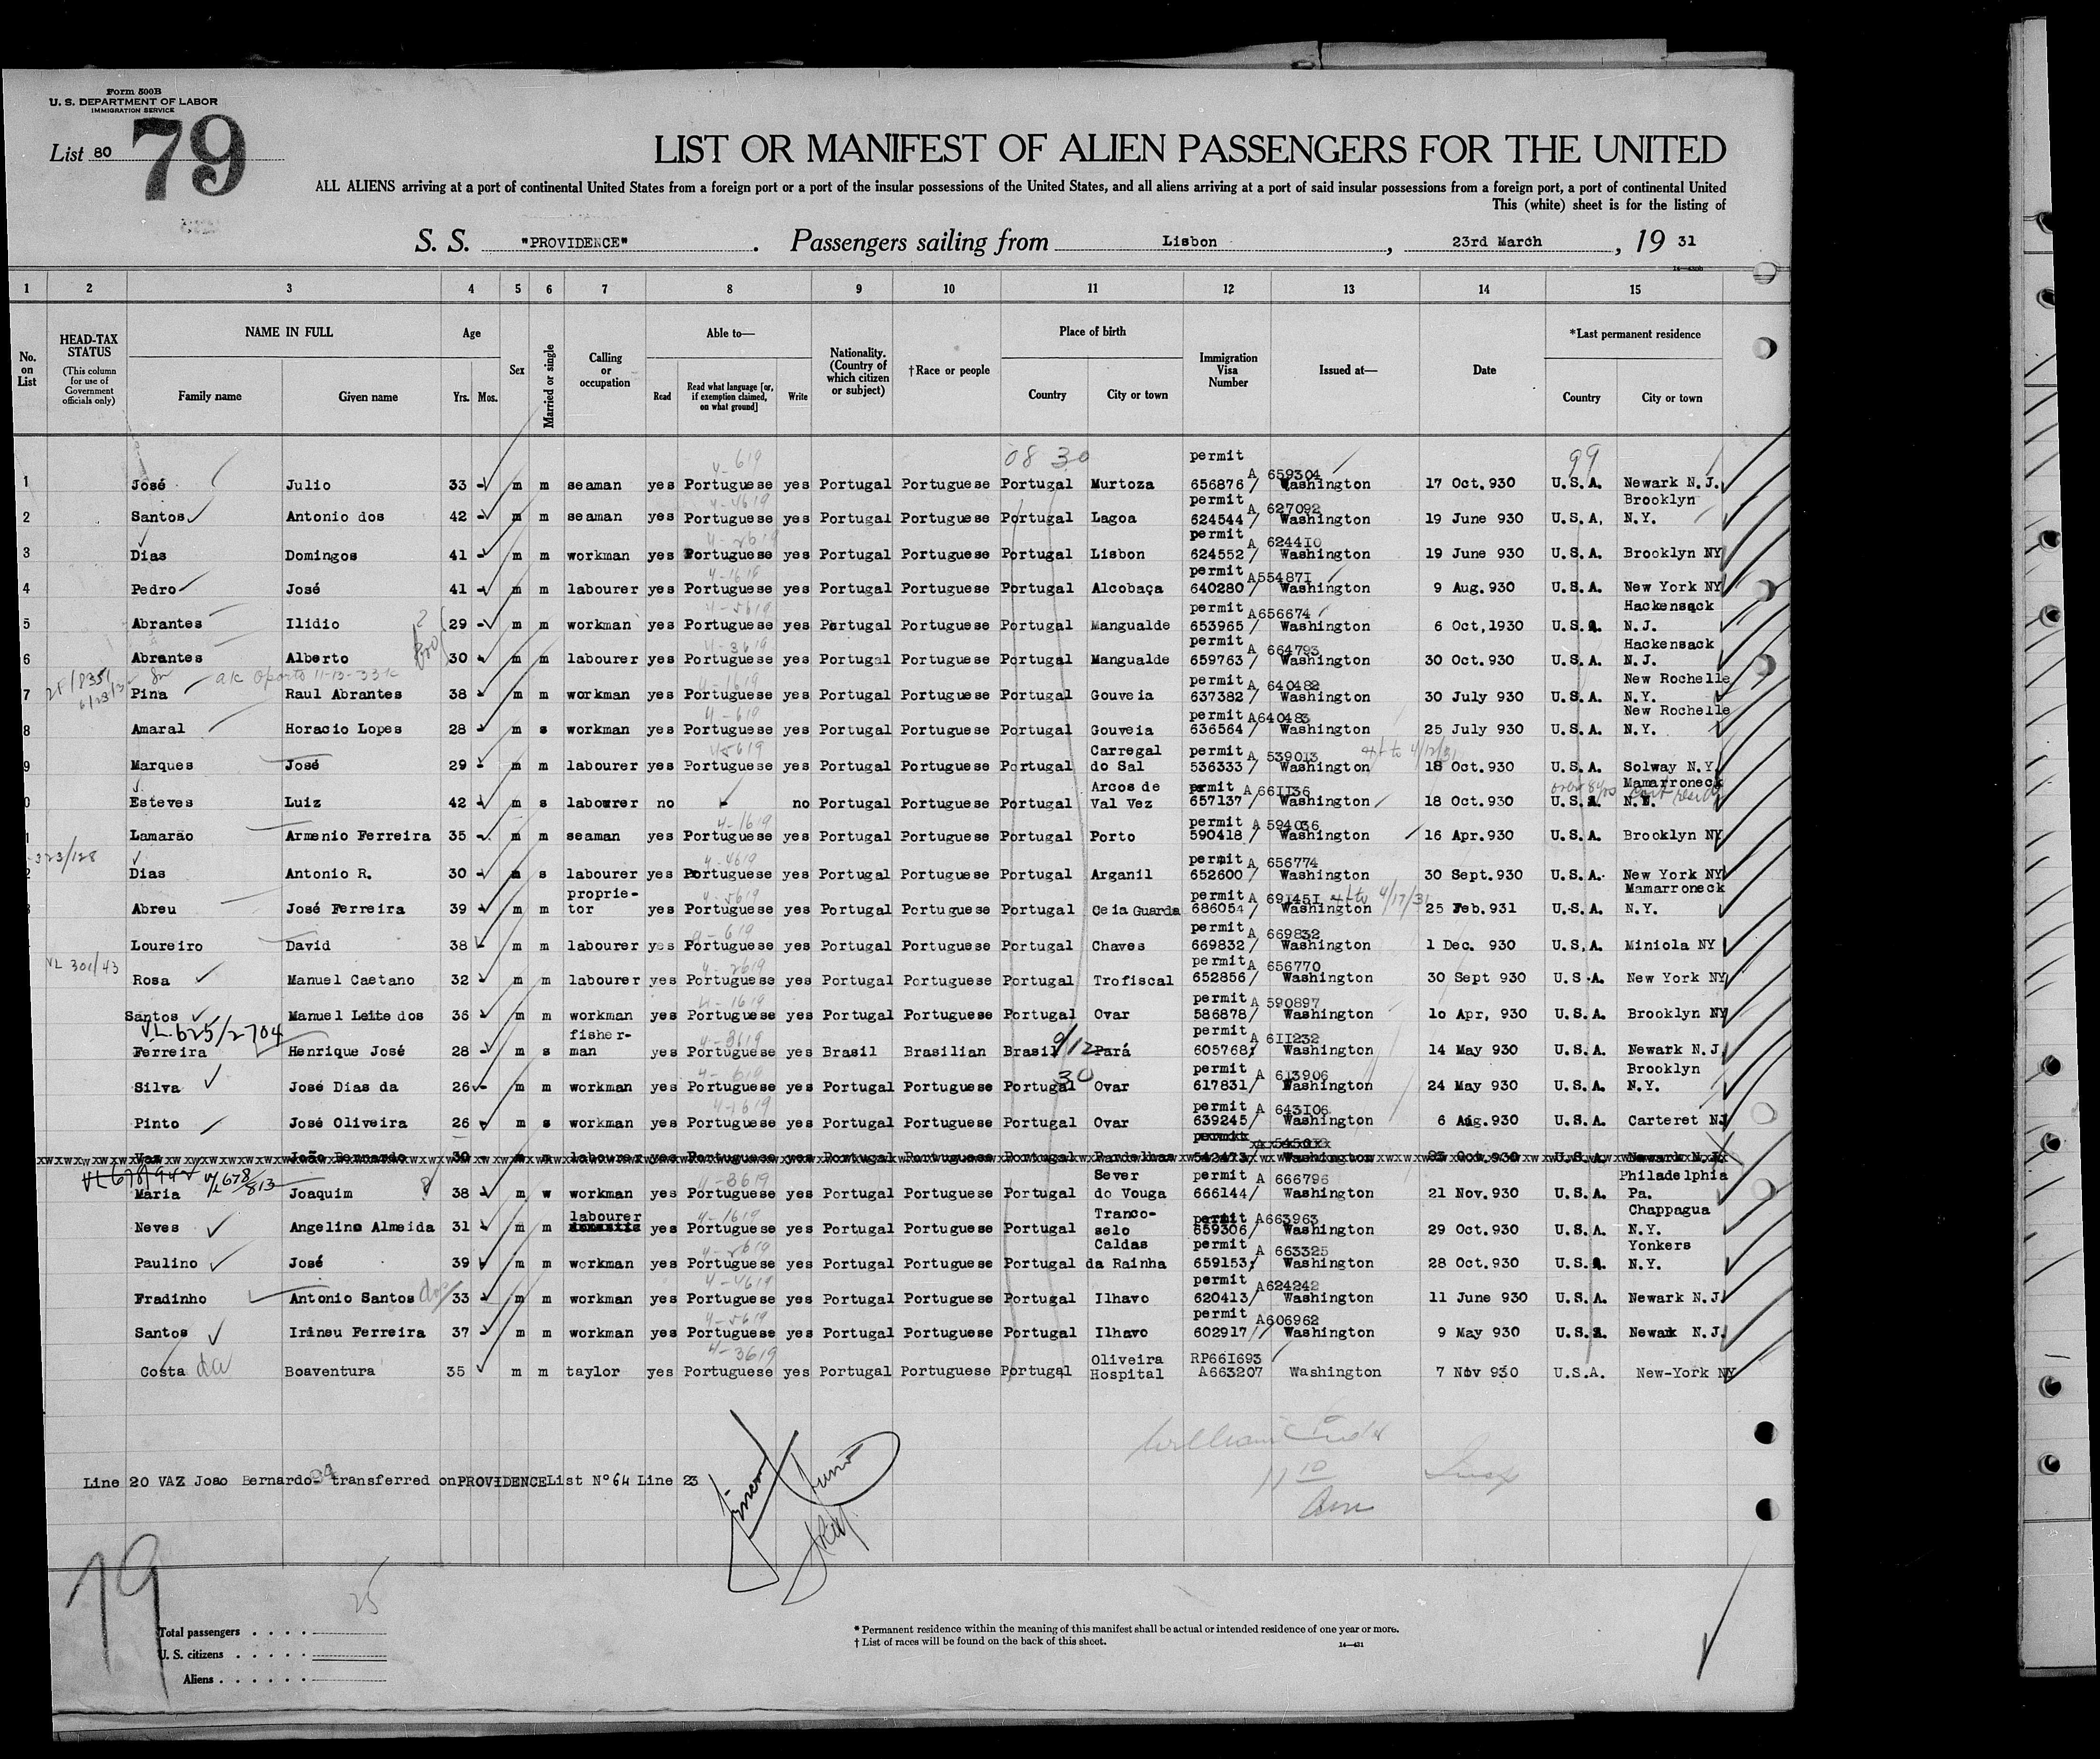 Form 500B
U. S. DEPARTMENT OF LABOR
IMMIGRATION SERVICE
List 80
79
LIST OR MANIFEST OF ALIEN PASSENGERS FOR THE UNITED
ALL ALIENS arriving at a port of continental United States from a foreign port or a port of the insular possessions of the United States, and all aliens arriving at a port of said insular possessions from a foreign port, a port of continental United
This (white) sheet is for the listing of
S. S. "PROVIDENCE". Passengers sailing from Lisbon, 23rd March, 19 31
1 2 3 4 5 6 7 8 9 10 11 12 13 14 15
No. on List
HEAD-TAX STATUS
(This column for use of Government officials only)
NAME IN FULL
Family name Given name
Age
Yrs. Mos.
Sex
Married or single
Calling or occupation
Able to—
Read Read what language [or, if exemption claimed, on what ground] Write
Nationality. (Country of which citizen or subject)
†Race or people
Place of birth
Country City or town
Immigration Visa Number
Issued at—
Date
*Last permanent residence
Country City or town
08 30 99
1 José Julio 33 - m m seaman yes Portuguese yes Portugal Portuguese Portugal Murtoza permit 656876/ A 659304 Washington 17 Oct.930 U.S.A. Newark N.J.
2 Santos Antonio dos 42 - m m seaman yes Portuguese yes Portugal Portuguese Portugal Lagoa permit 624544/ A 627092 Washington 19 June 930 U.S.A, Brooklyn N.Y.
3 Dias Domingos 41 - m m workman yes Portuguese yes Portugal Portuguese Portugal Lisbon permit 624552/ A 624410 Washington 19 June 930 U.S.A. Brooklyn NY
4 Pedro José 41 - m m labourer yes Portuguese yes Portugal Portuguese Portugal Alcobaça permit 640280/ A554871 Washington 9 Aug.930 U.S.A. New York NY
5 Abrantes Ilidio 29 - m m workman yes Portuguese yes Portugal Portuguese Portugal Mangualde permit 653965/ A656674 Washington 6 Oct,1930 U.S.A. Hackensack N.J.
6 Abrantes Alberto 30 - m m labourer yes Portuguese yes Portugal Portuguese Portugal Mangualde permit 659763/ A 664793 Washington 30 Oct.930 U.S.A. Hackensack N.J.
7 Pina Raul Abrantes 38 - m m workman yes Portuguese yes Portugal Portuguese Portugal Gouveia permit 637382/ A 640482 Washington 30 July 930 U.S.A. New Rochelle N.Y.
8 Amaral Horacio Lopes 28 - m s workman yes Portuguese yes Portugal Portuguese Portugal Gouveia permit 636564/ A640483 Washington 25 July 930 U.S.A. New Rochelle N.Y.
9 Marques José 29 - m m labourer yes Portuguese yes Portugal Portuguese Portugal Carregal do Sal permit 536333/ A 539013 Washington 18 Oct.930 U.S.A. Solway N.Y.
0 Esteves Luiz 42 - m s labourer no - no Portugal Portuguese Portugal Arcos de Val Vez permit 657137/ A 661136 Washington 18 Oct.930 U.S.A. Mamarroneck N.Y.
Lamarão Armenio Ferreira 35 - m m seaman yes Portuguese yes Portugal Portuguese Portugal Porto permit 590418/ A 594036 Washington 16 Apr.930 U.S.A. Brooklyn NY
Dias Antonio R. 30 - m s labourer yes Portuguese yes Portugal Portuguese Portugal Arganil permit 652600/ A 656774 Washington 30 Sept.930 U.S.A. New York NY
Abreu José Ferreira 39 - m m proprie-tor yes Portuguese yes Portugal Portuguese Portugal Ceia Guarda permit 686054/ A 691451 Washington 25 Feb.931 U.S.A. Mamarroneck N.Y.
Loureiro David 38 m m labourer yes Portuguese yes Portugal Portuguese Portugal Chaves permit 669832/ A 669832 Washington 1 Dec. 930 U.S,A. Miniola NY
VL 301/43
Rosa Manuel Caetano 32 m m labourer yes Portuguese yes Portugal Portuguese Portugal Trofiscal permit 652856/ A 656770 Washington 30 Sept 930 U.S.A. New York NY
Santos Manuel Leite dos 36 m m workman yes Portuguese yes Portugal Portuguese Portugal Ovar permit 586878/ A 590897 Washington 10 Apr, 930 U.S.A. Brooklyn NY
VL.625/2704
Ferreira Henrique José 28 - m s fisher-man yes Portuguese yes Brasil Brasilian Brasil 9/12 Pará permit 605768/ A 611232 Washington 14 May 930 U.S.A. Newark N.J.
30
Silva José Dias da 26 - m m workman yes Portuguese yes Portugal Portuguese Portugal Ovar permit 617831/ A 613906 Washington 24 May 930 U.S.A. Brooklyn N.Y.
Pinto José Oliveira 26 m s workman yes Portuguese yes Portugal Portuguese Portugal Ovar permit 639245/ A 643106 Washington 6 Aug.930 U.S.A. Carteret NJ
Vaz João Bernardo 30 - m m labourer yes Portuguese yes Portugal Portuguese Portugal Pardelhas Washington U.S.A. Newark N.J.
Maria Joaquim 38 - m w workman yes Portuguese yes Portugal Portuguese Portugal Sever do Vouga permit 666144/ A 666796 Washington 21 Nov.930 U.S.A. Philadelphia Pa.
Neves Angelino Almeida 31 m m labourer yes Portuguese yes Portugal Portuguese Portugal Tranco-selo permit 659306/ A663963 Washington 29 Oct.930 U.S.A. Chappagua N.Y.
Paulino José 39 m m workman yes Portuguese yes Portugal Portuguese Portugal Caldas da Rainha permit 659153/ A 663325 Washington 28 Oct.930 U.S.A. Yonkers N.Y.
Fradinho Antonio Santos 33 - m m workman yes Portuguese yes Portugal Portuguese Portugal Ilhavo permit 620413/ A624242 Washington 11 June 930 U.S.A. Newark N.J.
Santos Irineu Ferreira 37 - m m workman yes Portuguese yes Portugal Portuguese Portugal Ilhavo permit 602917// A606962 Washington 9 May 930 U.S.A. Newark N.J.
Costa da Boaventura 35 m m taylor yes Portuguese yes Portugal Portuguese Portugal Oliveira Hospital RP661693 A663207 Washington 7 Nov 930 U.S.A. New-York NY
Line 20 VAZ Joao Bernardo transferred on PROVIDENCE List N°64 Line 23
79
25
Total passengers . . . .
U. S. citizens . . . . .
Aliens . . . . . .
* Permanent residence within the meaning of this manifest shall be actual or intended residence of one year or more.
† List of races will be found on the back of this sheet.
14—431